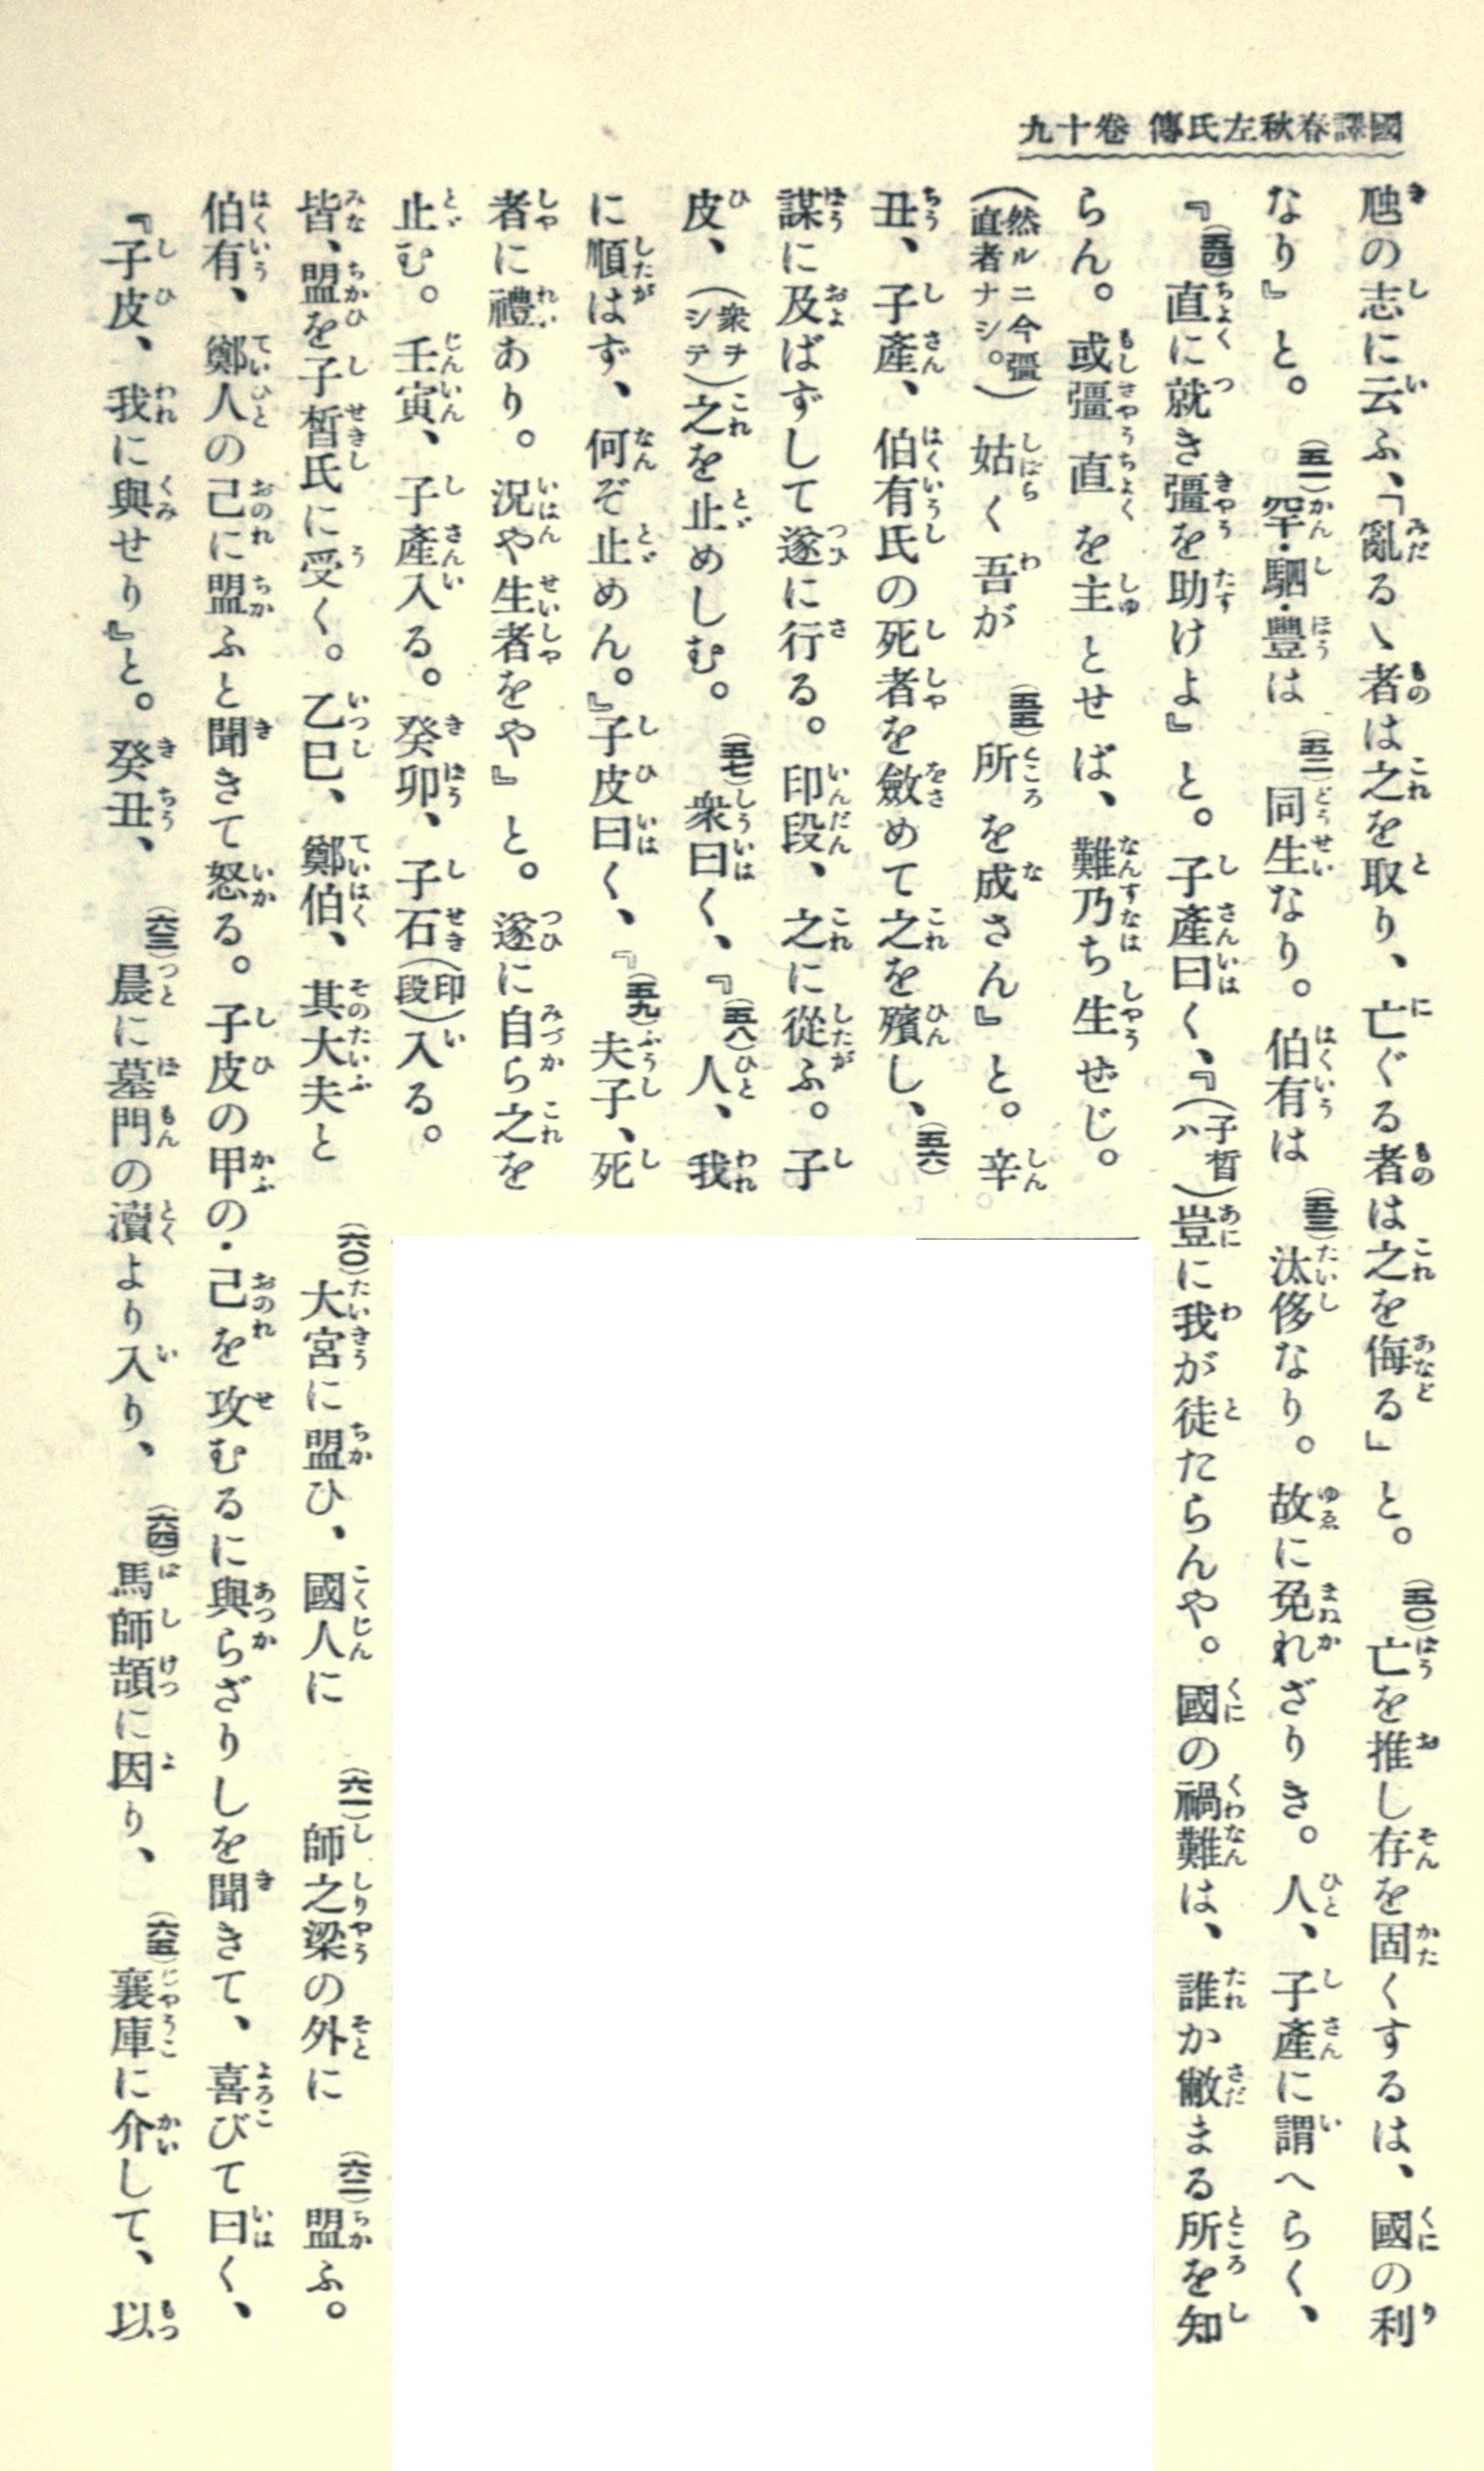 國譯春秋左氏傳 卷十九
虺の志に云ふ、「亂るゝ者は之を取り、亡ぐる者は之を侮る」と。(五〇)亡を推し存を固くするは、國の利
なり』と。(五一)罕・駟・豐は(五二)同生なり。伯有は(五三)汰侈なり。故に免れざりき。人、子產に謂へらく、
『(五四)直に就き彊を助けよ』と。子產曰く、『(子晳ハ)豈に我が徒たらんや。國の禍難は、誰か敝まる所を知
らん。或彊直を主とせば、難乃ち生ぜじ。
(然ルニ今彊直者ナシ。)姑く吾が(五五)所を成さん』と。辛
丑、子產、伯有氏の死者を斂めて之を殯し、(五六)
謀に及ばずして遂に行る。印段、之に從ふ。子
皮、(衆ヲシテ)之を止めしむ。(五七)衆曰く、『(五八)人、我
に順はず、何ぞ止めん。』子皮曰く、『(五九)夫子、死
者に禮あり。況や生者をや』と。遂に自ら之を
止む。壬寅、子產入る。癸卯、子石(印段)入る。
皆、盟を子晳氏に受く。乙巳、鄭伯、其大夫と(六〇)大宮に盟ひ、國人に(六一)師之梁の外に(六二)盟ふ。
伯有、鄭人の己に盟ふと聞きて怒る。子皮の甲の・己を攻むるに與らざりしを聞きて、喜びて曰く、
『子皮、我に與せり』と。癸丑、(六三)晨に墓門の瀆より入り、(六四)馬師頡に因り、(六五)襄庫に介して、以